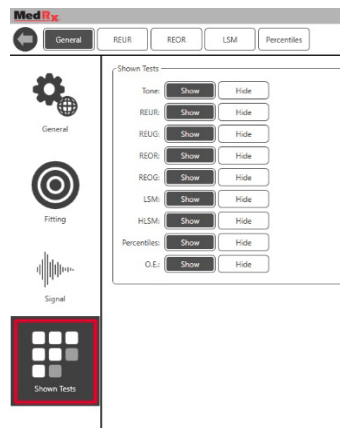 MedRx
General REUR REOR LSM Percentiles
Shown Tests
Tone: Show Hide
REUR: Show Hide
REUG: Show Hide
REOR: Show Hide
REOG: Show Hide
LSM: Show Hide
HLSM: Show Hide
Percentiles: Show Hide
O.E.: Show Hide
General
Fitting
Signal
Shown Tests